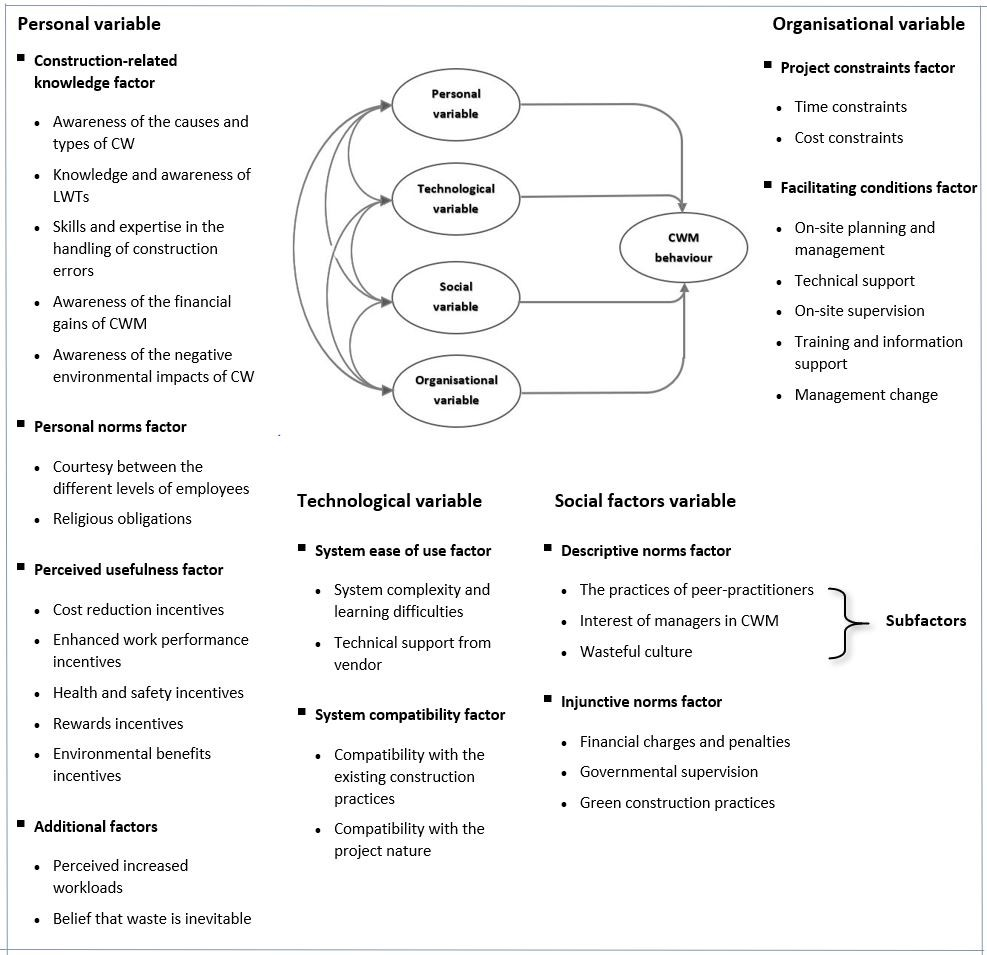 Personal variable
Construction-related
knowledge factor
Awareness of the causes and
types of CW
Knowledge and awareness of
LWTs
Skills and expertise in the
handling of construction
errors
Awareness of the financial
gains of CWM
Awareness of the negative
environmental impacts of CW
Personal norms factor
Courtesy between the
different levels of employees
Religious obligations
Perceived usefulness factor
Cost reduction incentives
Enhanced work performance
incentives
Health and safety incentives
Rewards incentives
Environmental benefits
incentives
Additional factors
Perceived increased
workloads
Belief that waste is inevitable
Personal
variable
Technological
variable
Social
variable
Organisational
variable
CWM
behaviour
Organisational variable
Project constraints factor
Time constraints
Cost constraints
Facilitating conditions factor
On-site planning and
management
Technical support
On-site supervision
Training and information
support
Management change
Technological variable
System ease of use factor
System complexity and
learning difficulties
Technical support from
vendor
System compatibility factor
Compatibility with the
existing construction
practices
Compatibility with the
project nature
Social factors variable
Descriptive norms factor
The practices of peer-practitioners
Interest of managers in CWM
Wasteful culture
Subfactors
Injunctive norms factor
Financial charges and penalties
Governmental supervision
Green construction practices